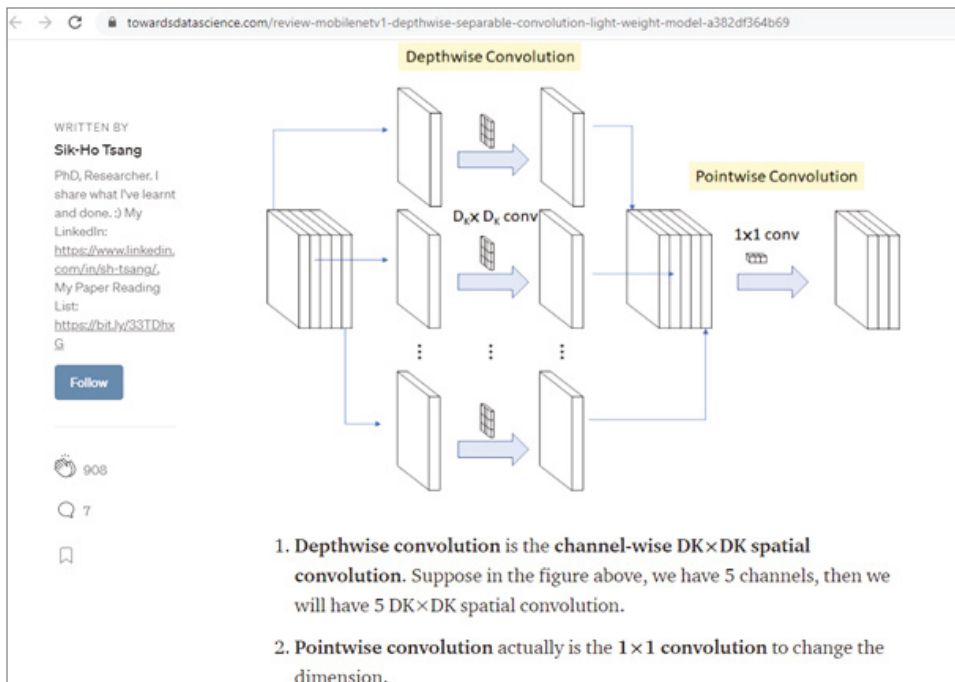 towardsdatascience.com/review-mobilenetv1-depthwise-separable-convolution-light-weight-model-a382df364b69
Depthwise Convolution
WRITTEN BY
Sik-Ho Tsang
PhD, Researcher. I
share what I've learnt
and done. :) My
LinkedIn:
https://www.linkedin.
com/in/sh-tsang/,
My Paper Reading
List:
https://bit.ly/33TDhx
G
Follow
908
7
Pointwise Convolution
DK x DK conv
1x1 conv
1. Depthwise convolution is the channel-wise DK×DK spatial
convolution. Suppose in the figure above, we have 5 channels, then we
will have 5 DK×DK spatial convolution.
2. Pointwise convolution actually is the 1×1 convolution to change the
dimension.